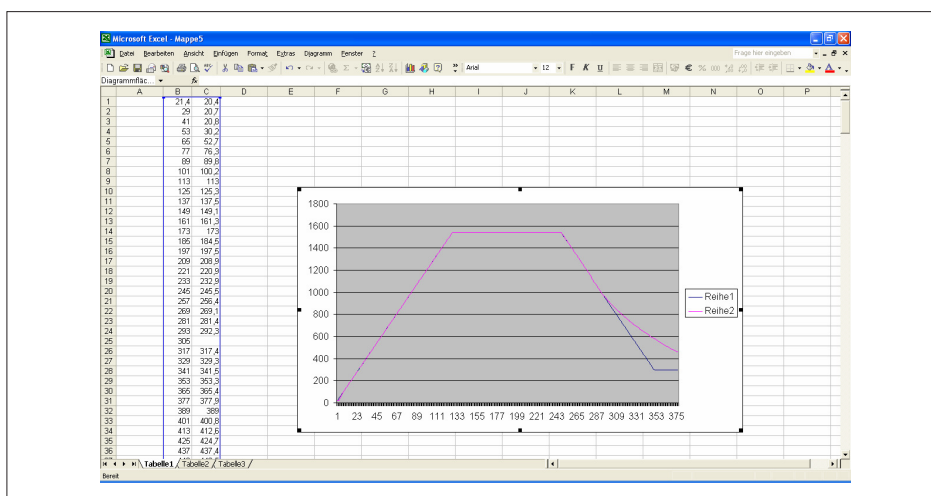 Microsoft Excel - Mappe5
Datei Bearbeiten Ansicht Einfügen Format Extras Diagramm Fenster ?
Frage hier eingeben
Arial 12 F K U
Diagrammfläc...
A B C D E F G H I J K L M N O P
1 21,4 20,4
2 29 20,7
3 41 20,8
4 53 30,2
5 65 52,7
6 77 76,3
7 89 89,8
8 101 100,2
9 113 113
10 125 125,3
11 137 137,5
12 149 149,1
13 161 161,3
14 173 173
15 185 184,5
16 197 197,5
17 209 208,9
18 221 220,9
19 233 232,9
20 245 245,5
21 257 256,4
22 269 269,1
23 281 281,4
24 293 292,3
25 305
26 317 317,4
27 329 329,3
28 341 341,5
29 353 353,3
30 365 365,4
31 377 377,9
32 389 389
33 401 400,8
34 413 412,6
35 425 424,7
36 437 437,4
1800
1600
1400
1200
1000
800
600
400
200
0
1 23 45 67 89 111 133 155 177 199 221 243 265 287 309 331 353 375
Reihe1
Reihe2
Tabelle1 / Tabelle2 / Tabelle3 /
Bereit